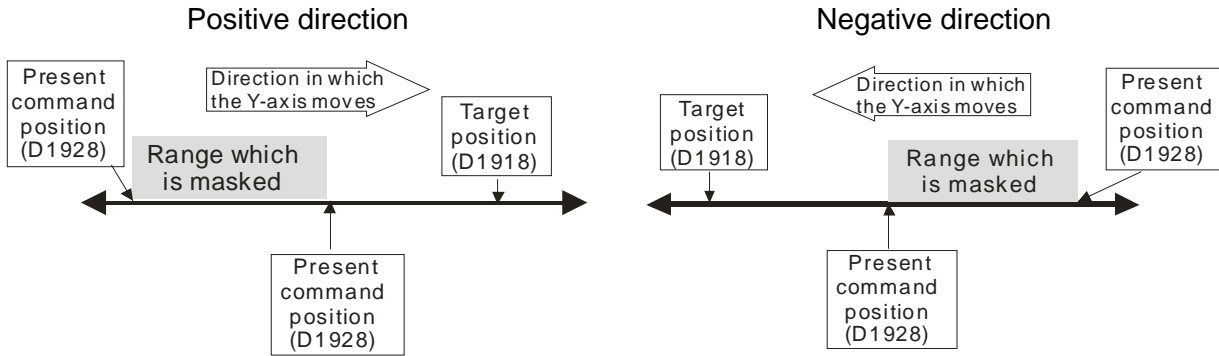 Positive direction
Present
command
position
(D1928)
Direction in which
the Y-axis moves
Target
position
(D1918)
Range which
is masked
Present
command
position
(D1928)
Negative direction
Target
position
(D1918)
Direction in which
the Y-axis moves
Present
command
position
(D1928)
Range which
is masked
Present
command
position
(D1928)